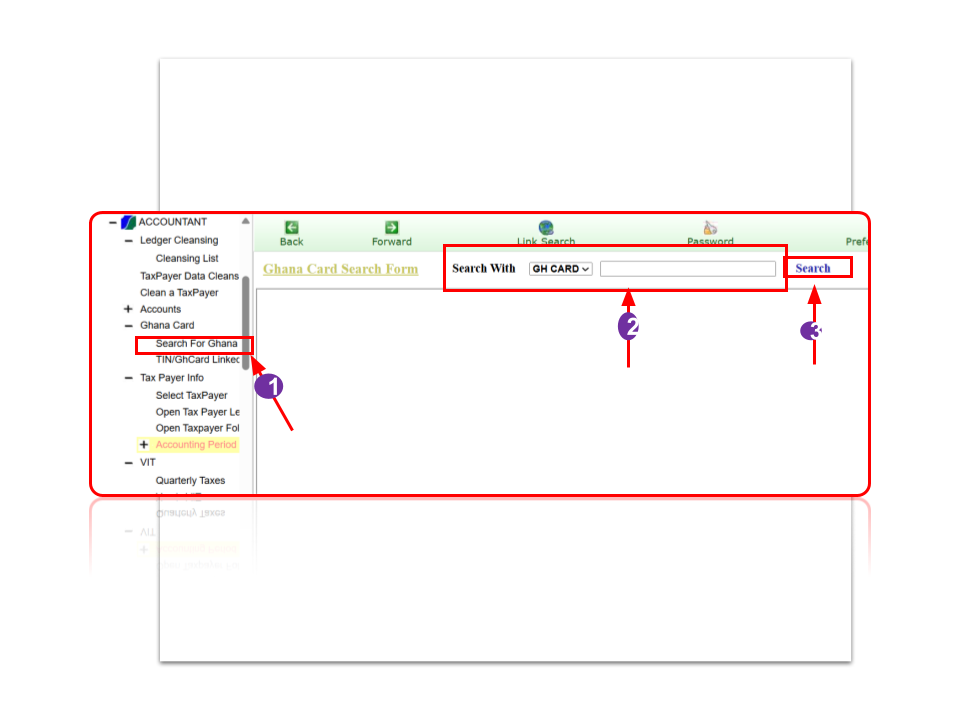 ACCOUNTANT
Ledger Cleansing
Cleansing List
TaxPayer Data Cleans
Clean a TaxPayer
Accounts
Ghana Card
Search For Ghana
TIN/GhCard Linked
Tax Payer Info
Select TaxPayer
Open Tax Payer Le
Open Taxpayer Fol
Accounting Period
VIT
Quarterly Taxes
Back
Forward
Link Search
Password
Prefe
Ghana Card Search Form
Search With
GH CARD
Search
1
2
3